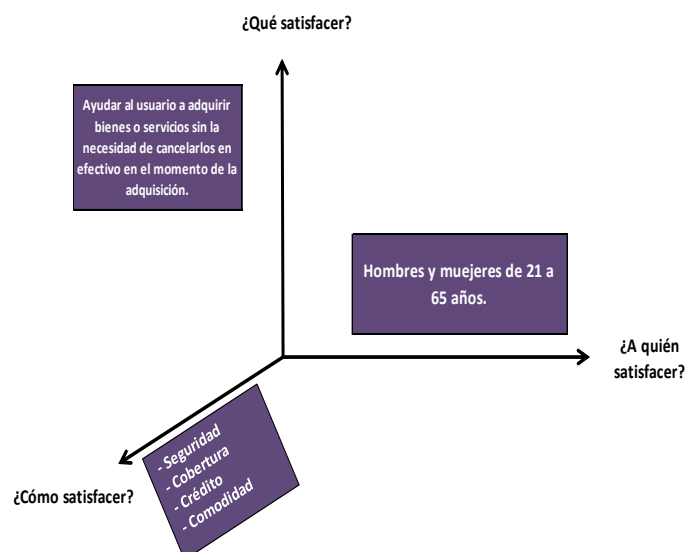 ¿Qué satisfacer?
Ayudar al usuario a adquirir
bienes o servicios sin la
necesidad de cancelarlos en
efectivo en el momento de la
adquisición.
Hombres y muejeres de 21 a
65 años.
¿A quién
satisfacer?
- Seguridad
- Cobertura
- Crédito
- Comodidad
¿Cómo satisfacer?